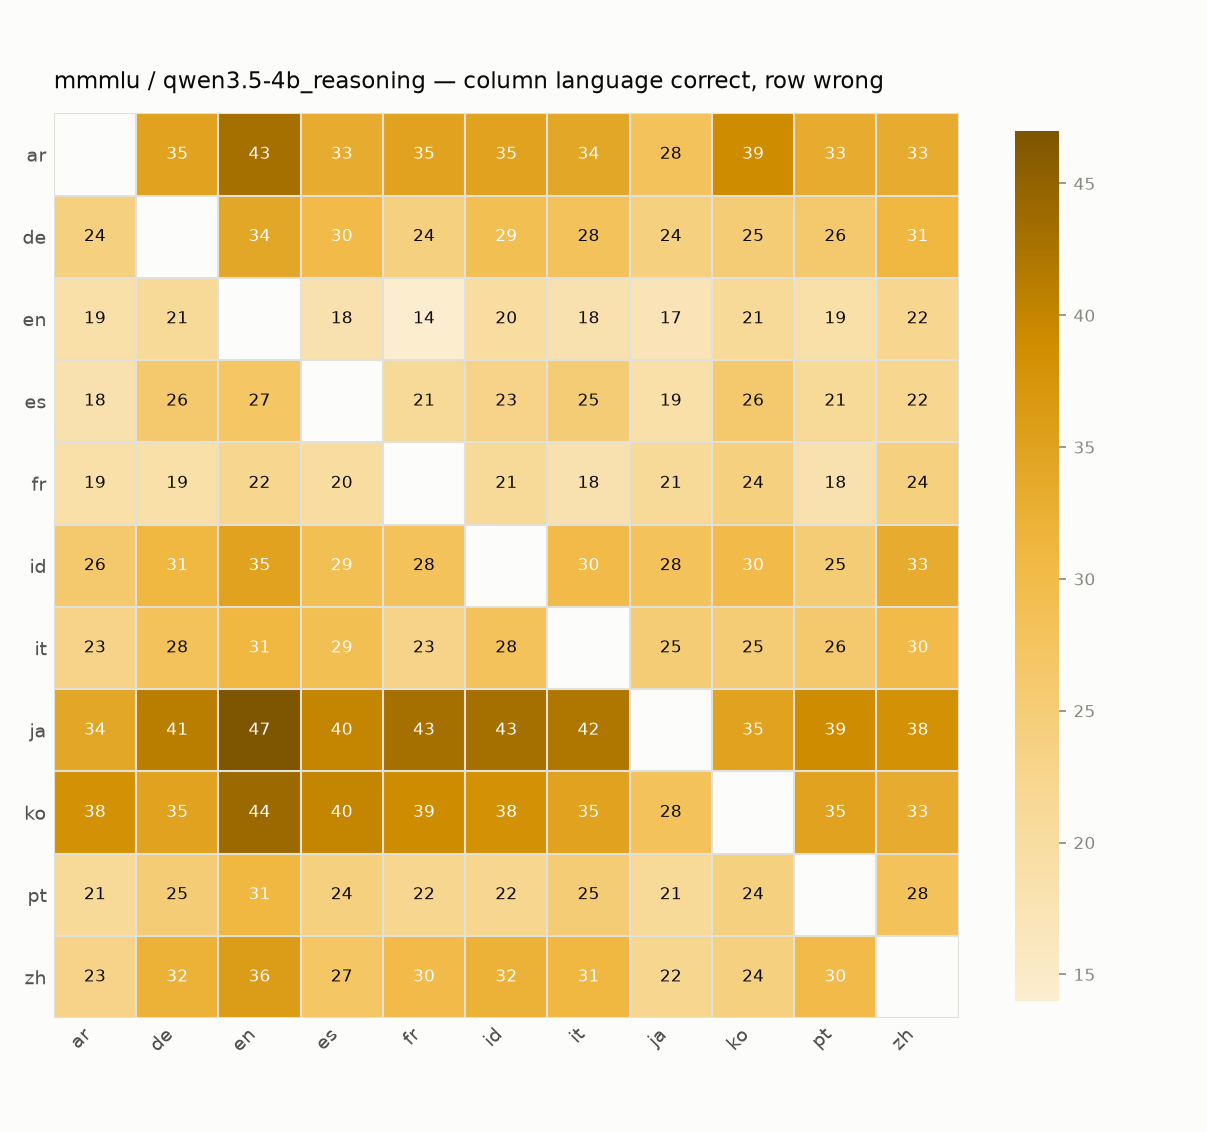 mmmlu / qwen3.5-4b_reasoning — column language correct, row wrong
ar 35 43 33 35 35 34 28 39 33 33
de 24 34 30 24 29 28 24 25 26 31
en 19 21 18 14 20 18 17 21 19 22
es 18 26 27 21 23 25 19 26 21 22
fr 19 19 22 20 21 18 21 24 18 24
id 26 31 35 29 28 30 28 30 25 33
it 23 28 31 29 23 28 25 25 26 30
ja 34 41 47 40 43 43 42 35 39 38
ko 38 35 44 40 39 38 35 28 35 33
pt 21 25 31 24 22 22 25 21 24 28
zh 23 32 36 27 30 32 31 22 24 30
ar de en es fr id it ja ko pt zh
45
40
35
30
25
20
15